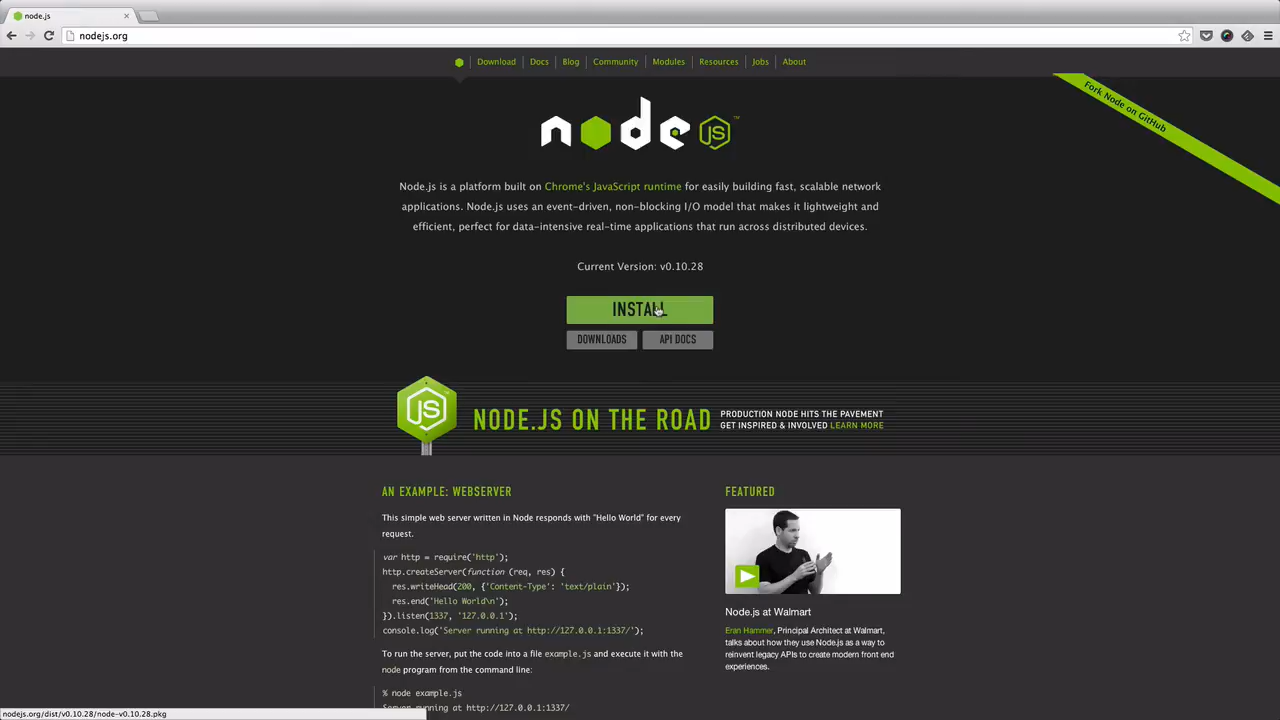 node.js
nodejs.org
Download
Docs
Blog
Community
Modules
Resources
Jobs
About
Fork Node on GitHub
node JS ™
Node.js is a platform built on Chrome's JavaScript runtime for easily building fast, scalable network
applications. Node.js uses an event-driven, non-blocking I/O model that makes it lightweight and
efficient, perfect for data-intensive real-time applications that run across distributed devices.
Current Version: v0.10.28
INSTALL
DOWNLOADS
API DOCS
JS
NODE.JS ON THE ROAD
PRODUCTION NODE HITS THE PAVEMENT
GET INSPIRED & INVOLVED LEARN MORE
AN EXAMPLE: WEBSERVER
This simple web server written in Node responds with "Hello World" for every
request.
var http = require('http');
http.createServer(function (req, res) {
res.writeHead(200, {'Content-Type': 'text/plain'});
res.end('Hello World\n');
}).listen(1337, '127.0.0.1');
console.log('Server running at http://127.0.0.1:1337/');
To run the server, put the code into a file example.js and execute it with the
node program from the command line:
% node example.js
Server running at http://127.0.0.1:1337/
FEATURED
Node.js at Walmart
Eran Hammer, Principal Architect at Walmart,
talks about how they use Node.js as a way to
reinvent legacy APIs to create modern front end
experiences.
nodejs.org/dist/v0.10.28/node-v0.10.28.pkg